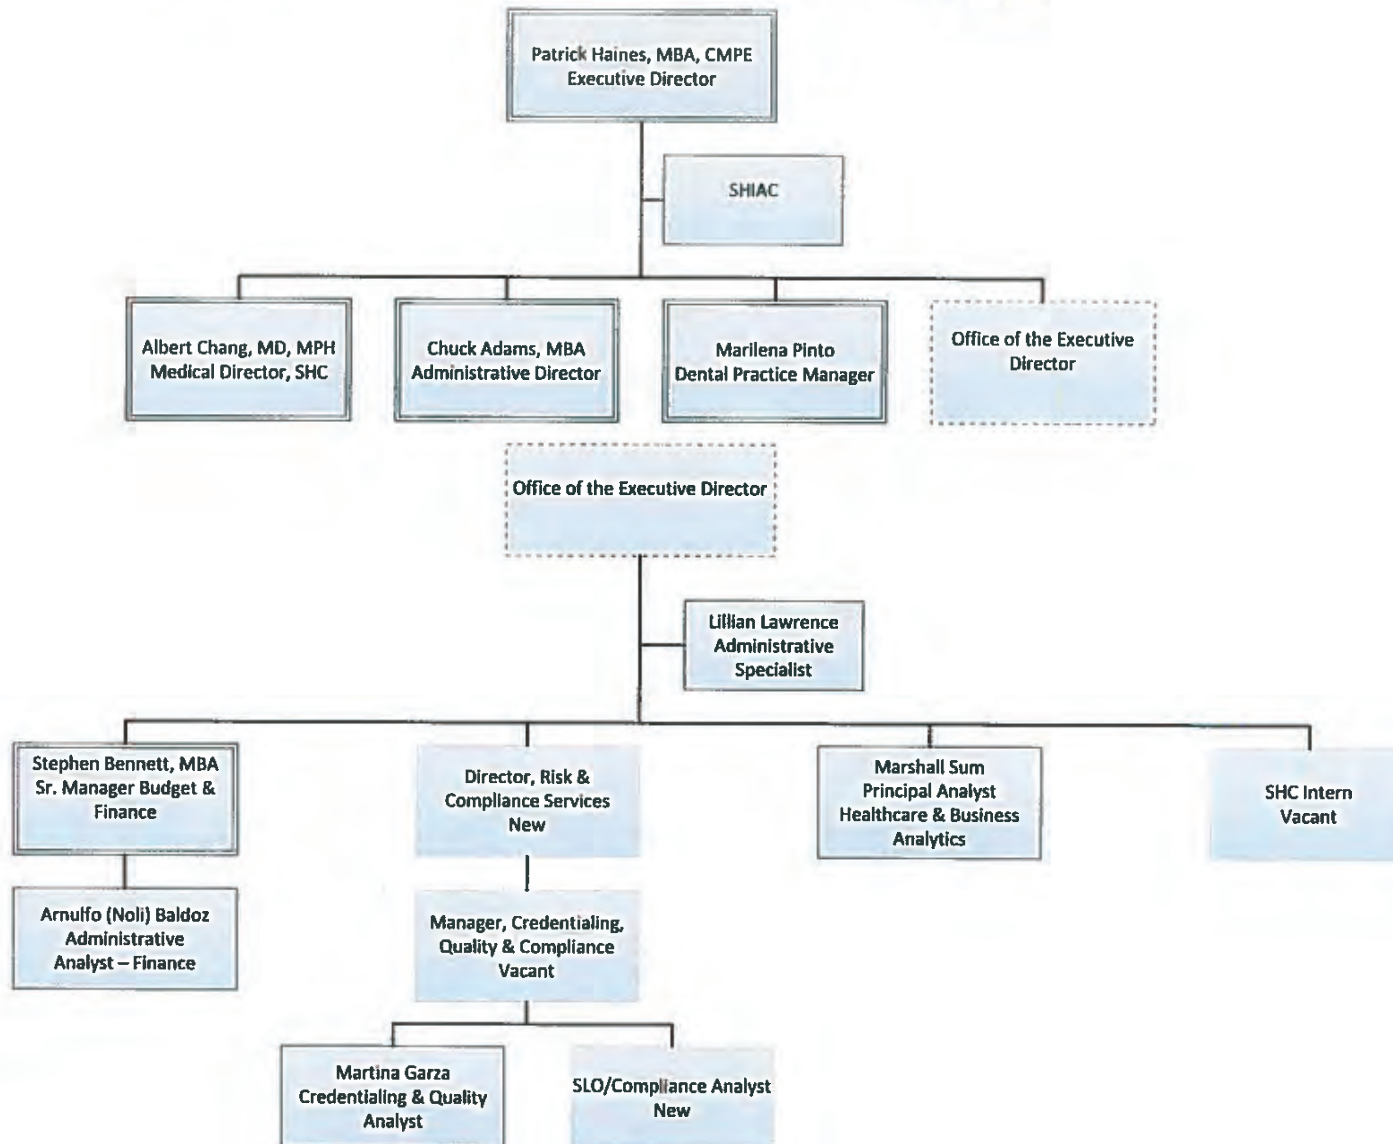 Patrick Haines, MBA, CMPE
Executive Director
SHIAC
Albert Chang, MD, MPH
Medical Director, SHC
Chuck Adams, MBA
Administrative Director
Marilena Pinto
Dental Practice Manager
Office of the Executive
Director
Office of the Executive Director
Lillian Lawrence
Administrative
Specialist
Stephen Bennett, MBA
Sr. Manager Budget &
Finance
Director, Risk &
Compliance Services
New
Marshall Sum
Principal Analyst
Healthcare & Business
Analytics
SHC Intern
Vacant
Arnulfo (Noli) Baldoz
Administrative
Analyst – Finance
Manager, Credentialing,
Quality & Compliance
Vacant
Martina Garza
Credentialing & Quality
Analyst
SLO/Compliance Analyst
New